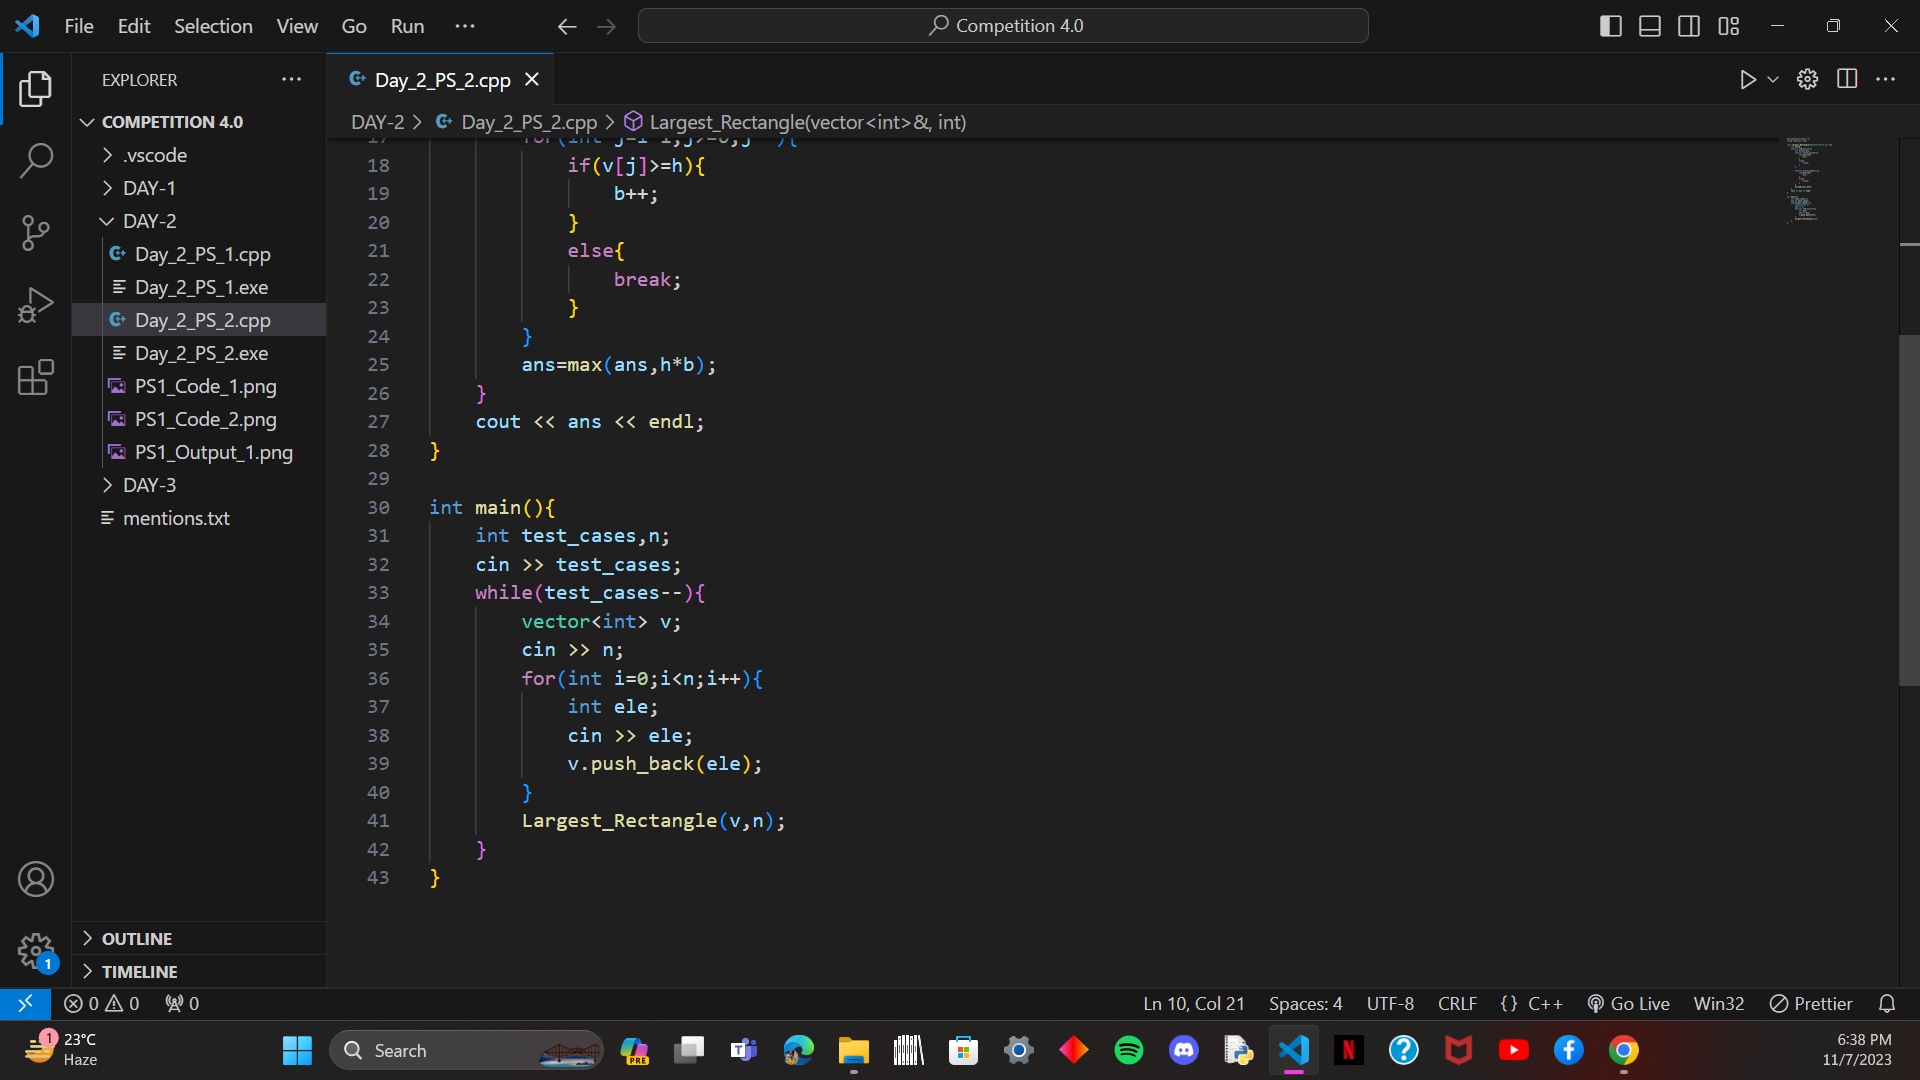 File Edit Selection View Go Run ··· Competition 4.0
EXPLORER ···
Day_2_PS_2.cpp
COMPETITION 4.0
.vscode
DAY-1
DAY-2
Day_2_PS_1.cpp
Day_2_PS_1.exe
Day_2_PS_2.cpp
Day_2_PS_2.exe
PS1_Code_1.png
PS1_Code_2.png
PS1_Output_1.png
DAY-3
mentions.txt
OUTLINE
TIMELINE
1
DAY-2 > Day_2_PS_2.cpp > Largest_Rectangle(vector<int>&, int)
18 if(v[j]>=h){
19 b++;
20 }
21 else{
22 break;
23 }
24 }
25 ans=max(ans,h*b);
26 }
27 cout << ans << endl;
28 }
29
30 int main(){
31 int test_cases,n;
32 cin >> test_cases;
33 while(test_cases--){
34 vector<int> v;
35 cin >> n;
36 for(int i=0;i<n;i++){
37 int ele;
38 cin >> ele;
39 v.push_back(ele);
40 }
41 Largest_Rectangle(v,n);
42 }
43 }
0 0 0 Ln 10, Col 21 Spaces: 4 UTF-8 CRLF {} C++ Go Live Win32 Prettier
1 23°C
Haze
Search
PRE
6:38 PM
11/7/2023